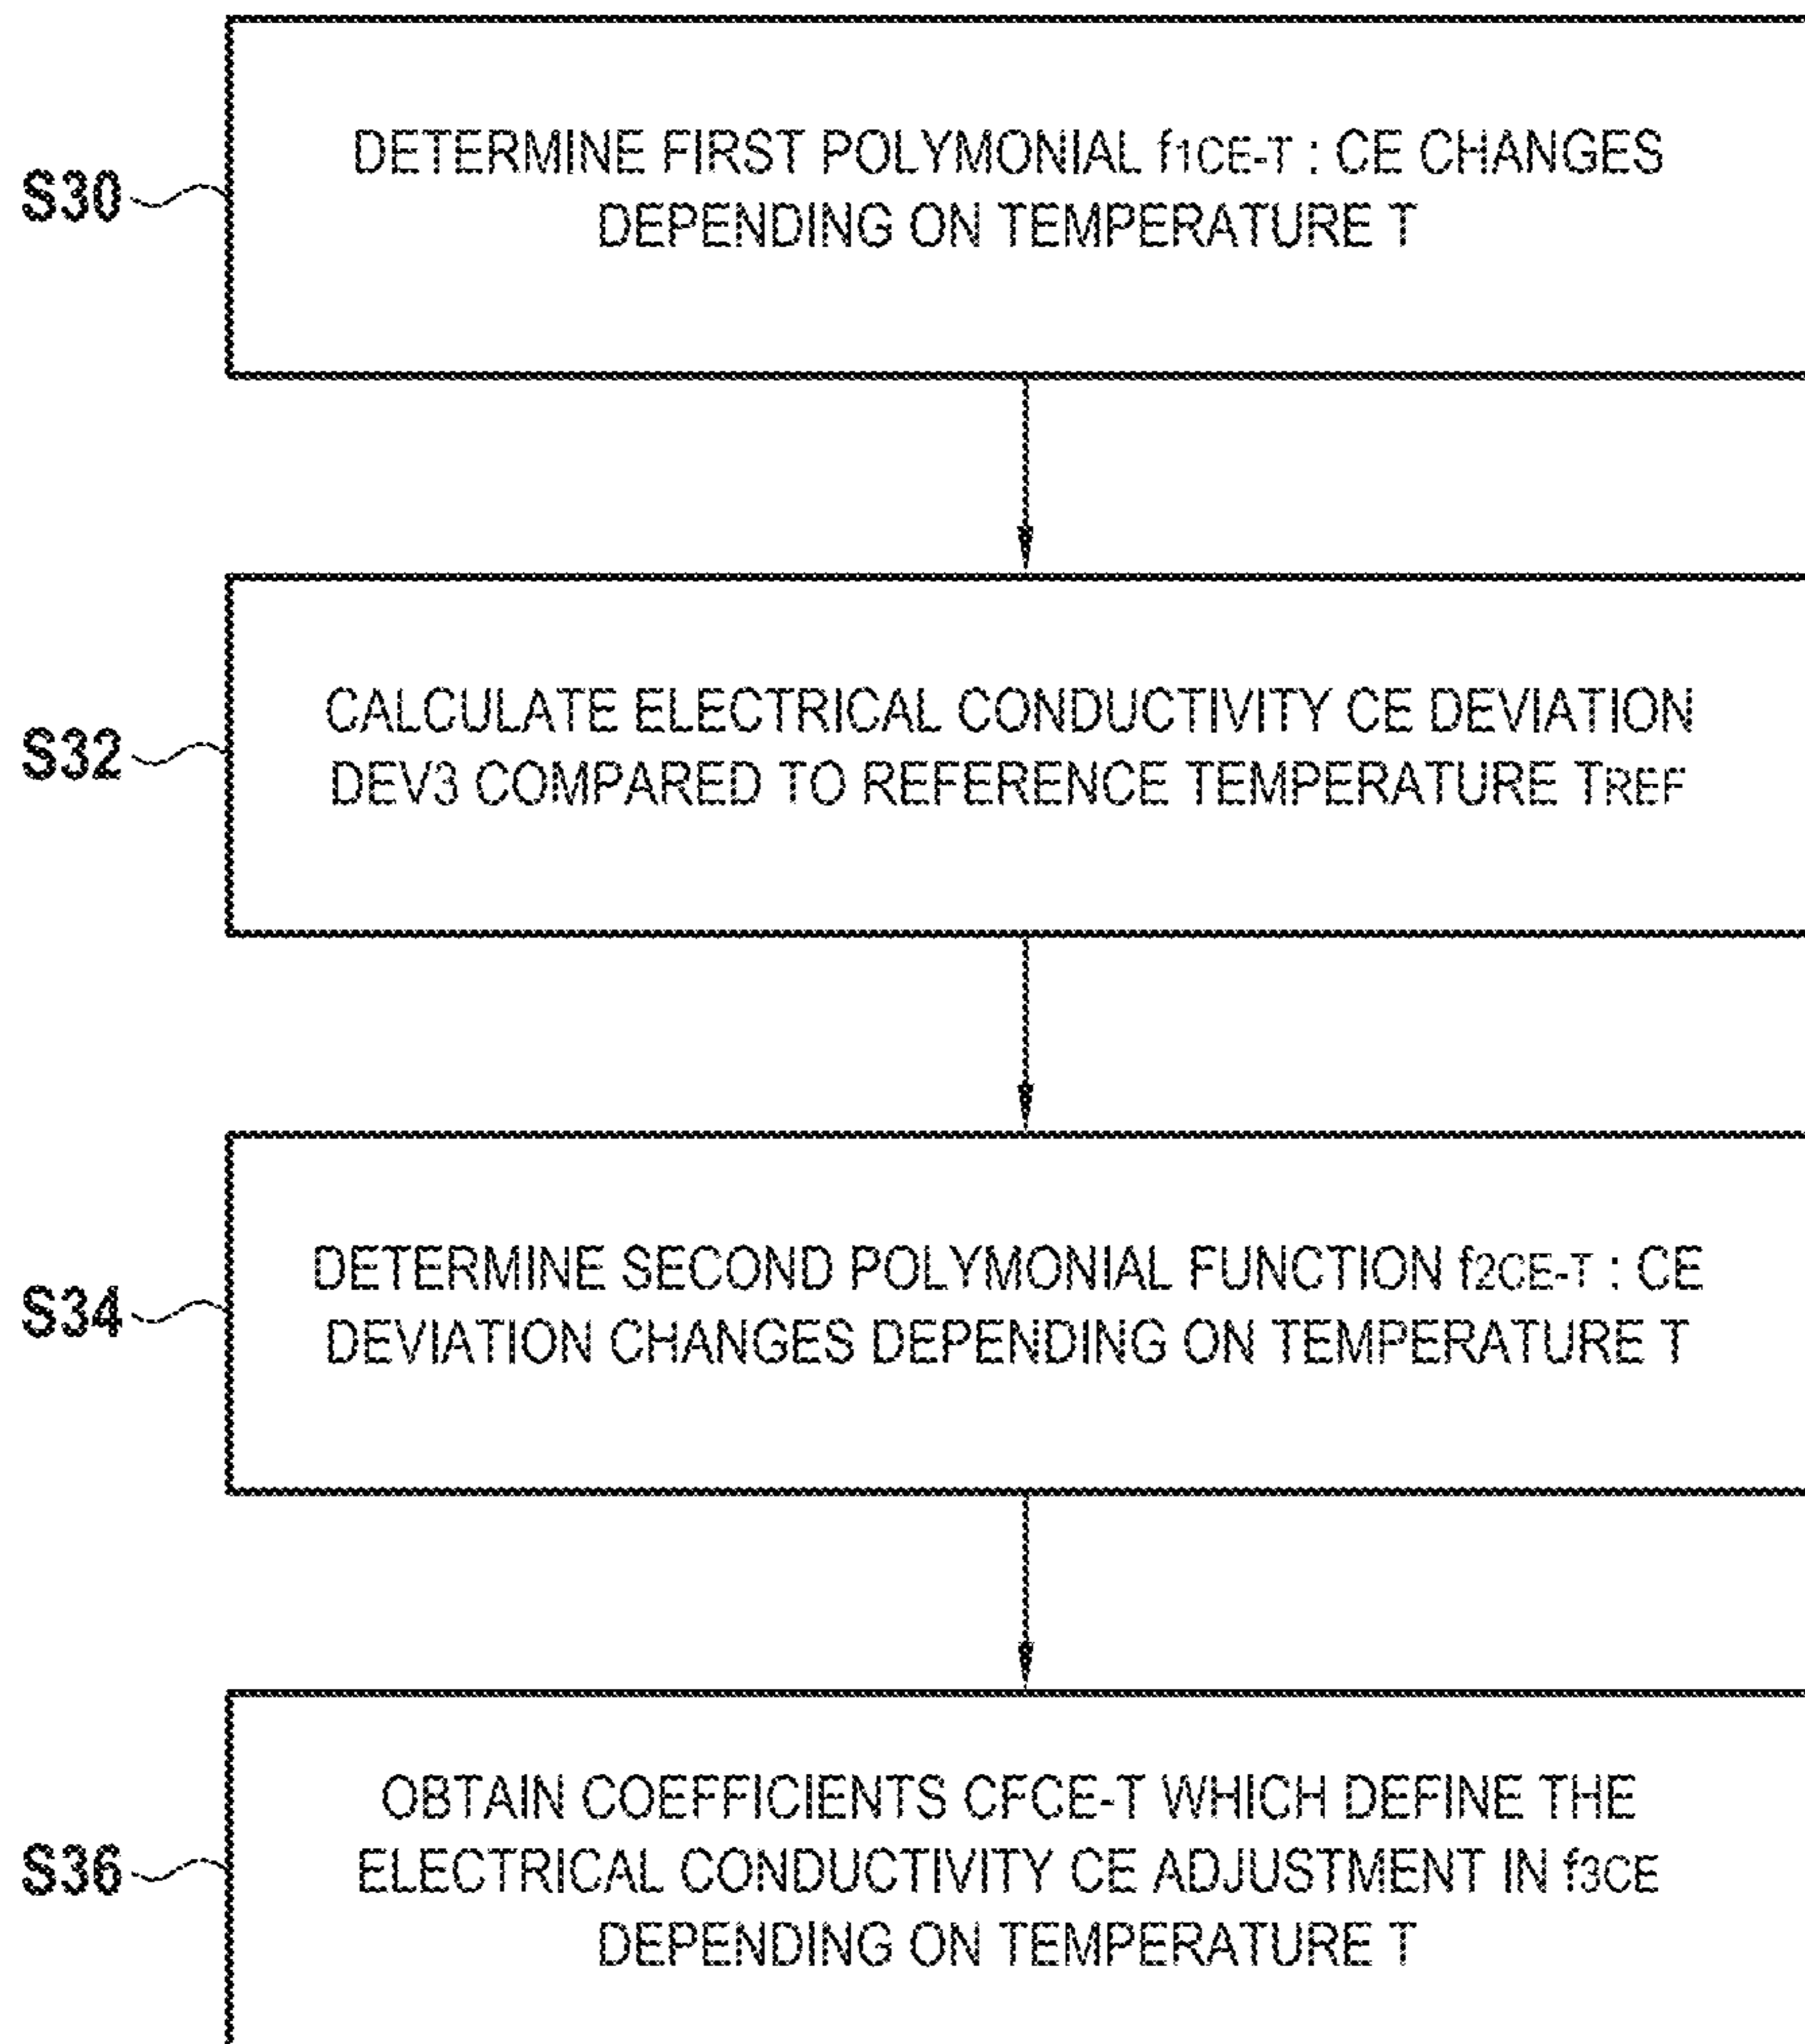 S30
DETERMINE FIRST POLYMONIAL f1CE-T : CE CHANGES
DEPENDING ON TEMPERATURE T
S32
CALCULATE ELECTRICAL CONDUCTIVITY CE DEVIATION
DEV3 COMPARED TO REFERENCE TEMPERATURE TREF
S34
DETERMINE SECOND POLYMONIAL FUNCTION f2CE-T : CE
DEVIATION CHANGES DEPENDING ON TEMPERATURE T
S36
OBTAIN COEFFICIENTS CFCE-T WHICH DEFINE THE
ELECTRICAL CONDUCTIVITY CE ADJUSTMENT IN f3CE
DEPENDING ON TEMPERATURE T